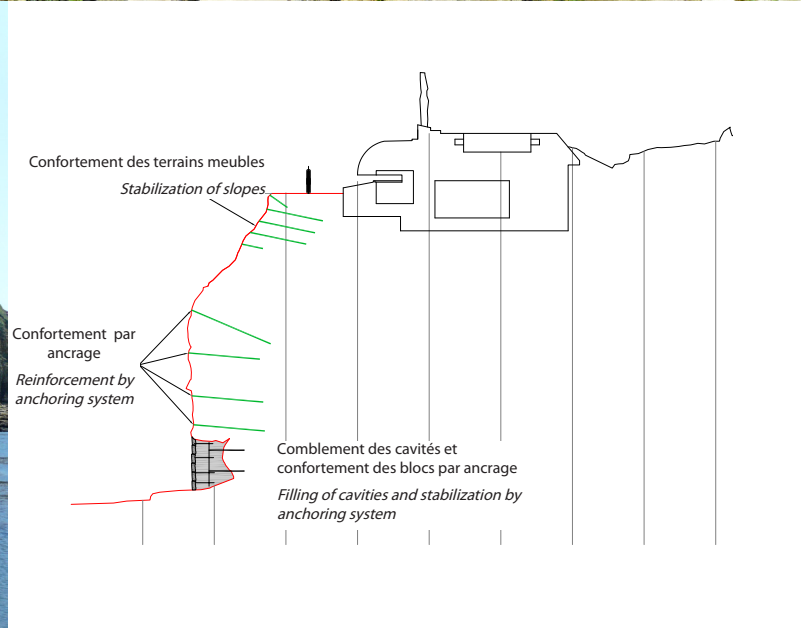 Confortement des terrains meubles
Stabilization of slopes
Confortement par
ancrage
Reinforcement by
anchoring system
Comblement des cavités et
confortement des blocs par ancrage
Filling of cavities and stabilization by
anchoring system